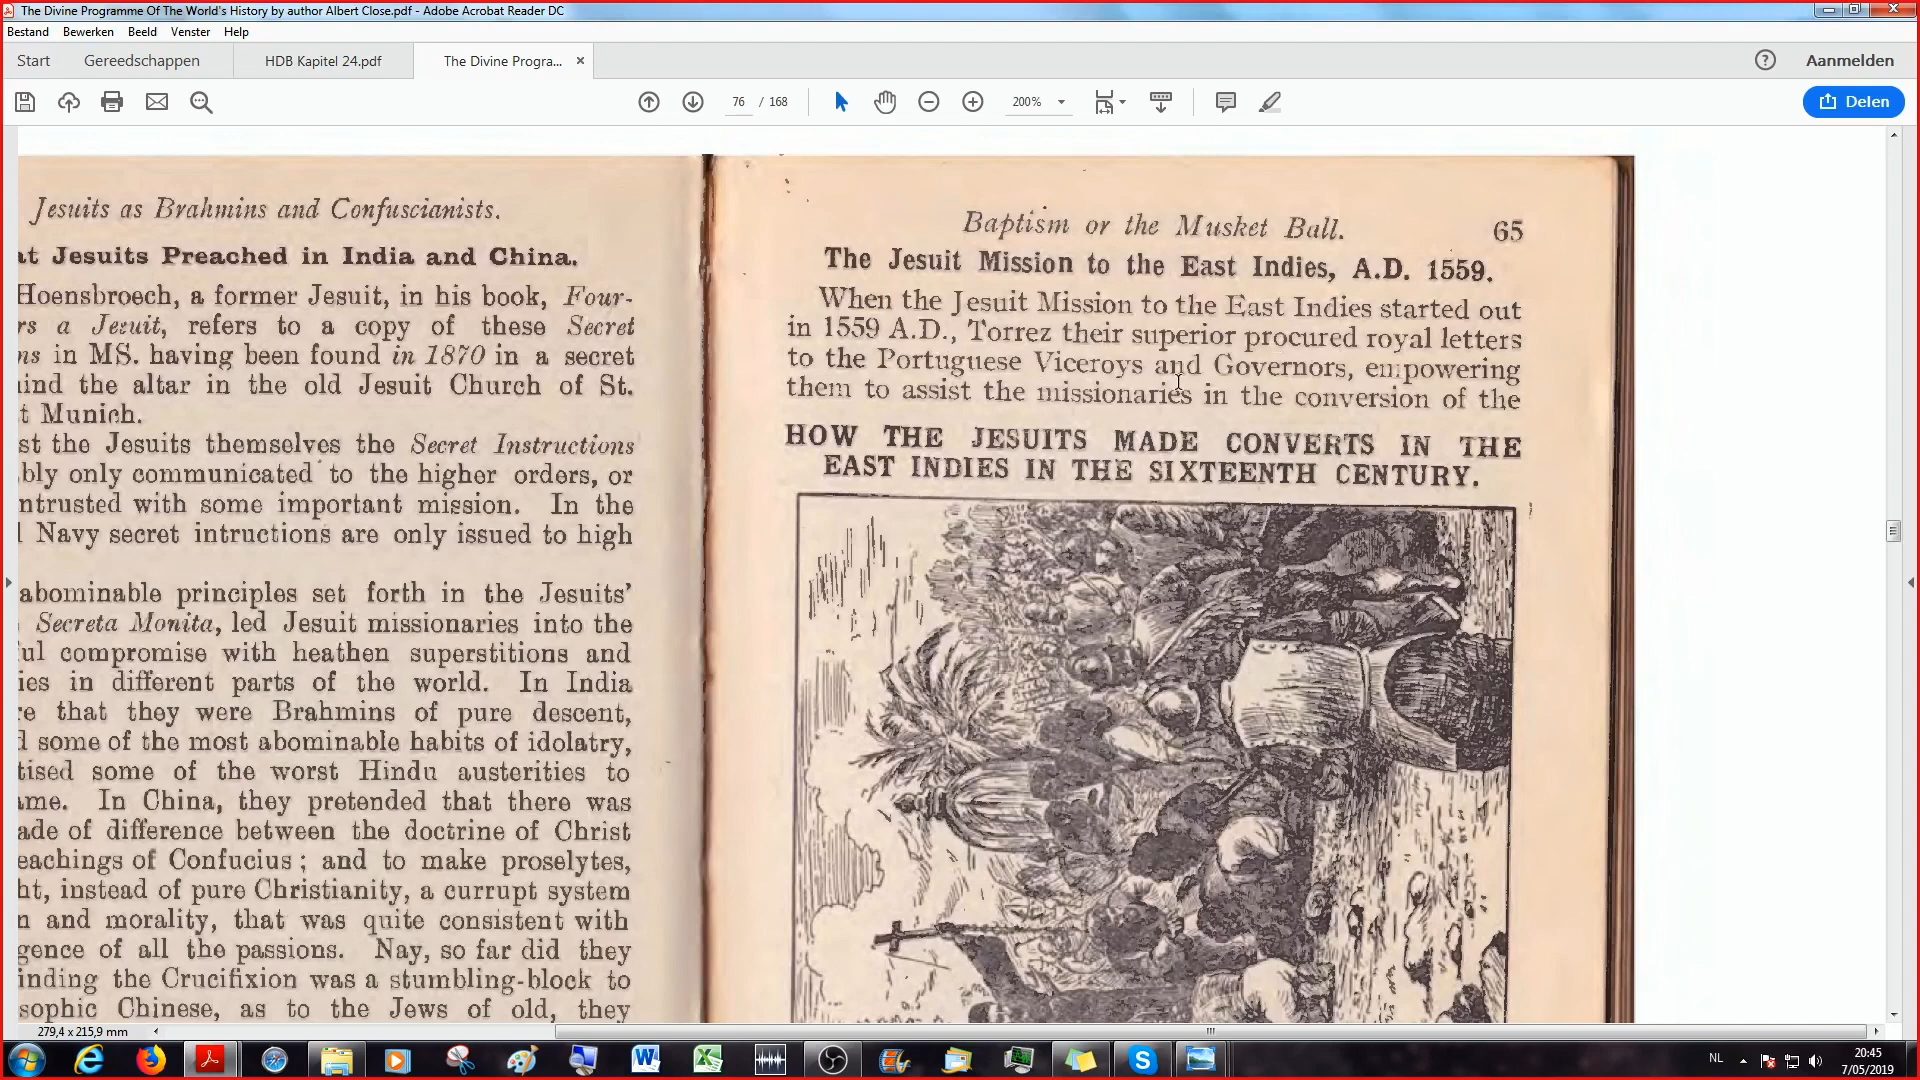 The Divine Programme Of The World's History by author Albert Close.pdf - Adobe Acrobat Reader DC
Bestand Bewerken Beeld Venster Help
Start Gereedschappen HDB Kapitel 24.pdf The Divine Progra... Aanmelden
76 / 168 200% Delen
Jesuits as Brahmins and Confuscianists.
at Jesuits Preached in India and China.
Hoensbroech, a former Jesuit, in his book, Four-
rs a Jesuit, refers to a copy of these Secret
ns in MS. having been found in 1870 in a secret
ind the altar in the old Jesuit Church of St.
t Munich.
st the Jesuits themselves the Secret Instructions
bly only communicated to the higher orders, or
ntrusted with some important mission. In the
l Navy secret intructions are only issued to high
abominable principles set forth in the Jesuits'
Secreta Monita, led Jesuit missionaries into the
ful compromise with heathen superstitions and
ies in different parts of the world. In India
re that they were Brahmins of pure descent,
d some of the most abominable habits of idolatry,
tised some of the worst Hindu austerities to
ame. In China, they pretended that there was
ade of difference between the doctrine of Christ
eachings of Confucius; and to make proselytes,
ht, instead of pure Christianity, a currupt system
n and morality, that was quite consistent with
gence of all the passions. Nay, so far did they
inding the Crucifixion was a stumbling-block to
sophic Chinese, as to the Jews of old, they
Baptism or the Musket Ball. 65
The Jesuit Mission to the East Indies, A.D. 1559.
When the Jesuit Mission to the East Indies started out
in 1559 A.D., Torrez their superior procured royal letters
to the Portuguese Viceroys and Governors, empowering
them to assist the missionaries in the conversion of the
HOW THE JESUITS MADE CONVERTS IN THE
EAST INDIES IN THE SIXTEENTH CENTURY.
279,4 x 215,9 mm
NL
20:45
7/05/2019